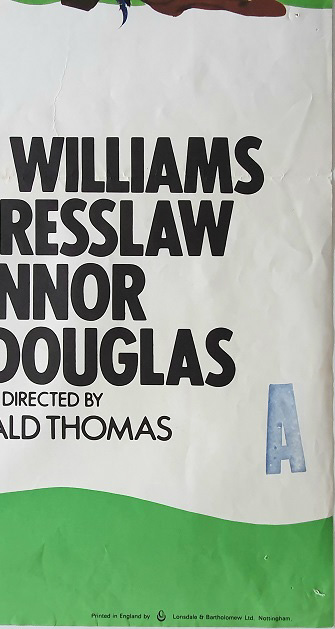 WILLIAMS
RESSLAW
NNOR
DOUGLAS
DIRECTED BY
ALD THOMAS
A
Printed in England by Lonsdale & Bartholomew Ltd. Nottingham.